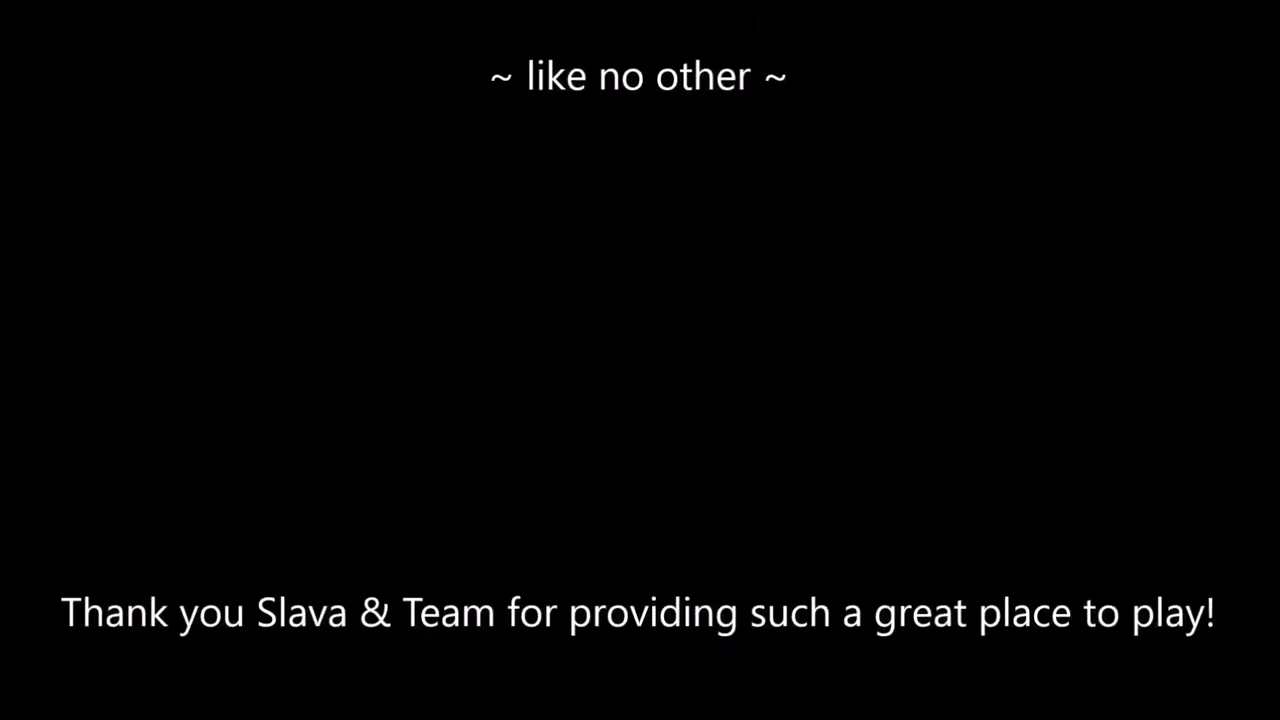 ~ like no other ~
Thank you Slava & Team for providing such a great place to play!